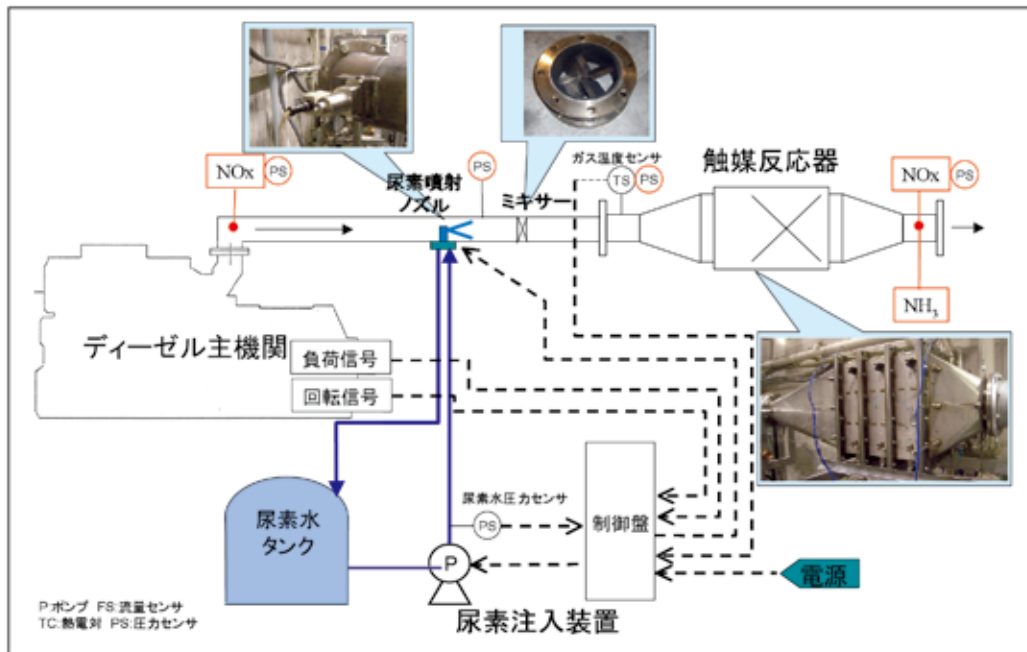 NOx
PS
尿素噴射
ノズル
PS
ミキサー
ガス温度センサ
TS
PS
触媒反応器
NOx
PS
NH3
ディーゼル主機関
負荷信号
回転信号
尿素水
タンク
尿素水圧力センサ
PS
制御盤
P
電源
尿素注入装置
P:ポンプ FS:流量センサ
TC:熱電対 PS:圧力センサ